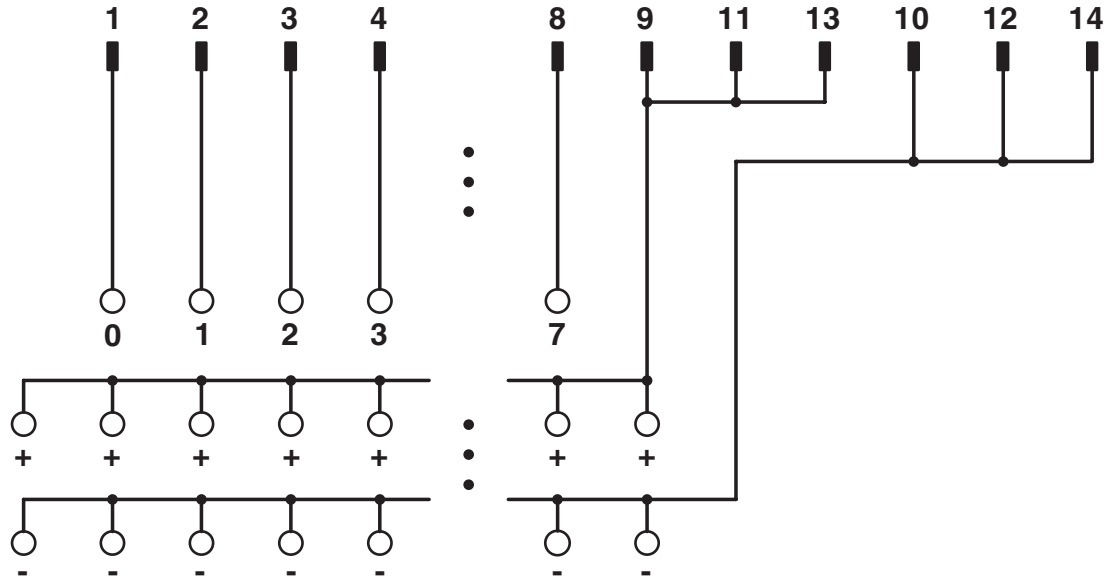 1 2 3 4 8 9 11 13 10 12 14
0 1 2 3 7
+ + + + + + +
- - - - - - -